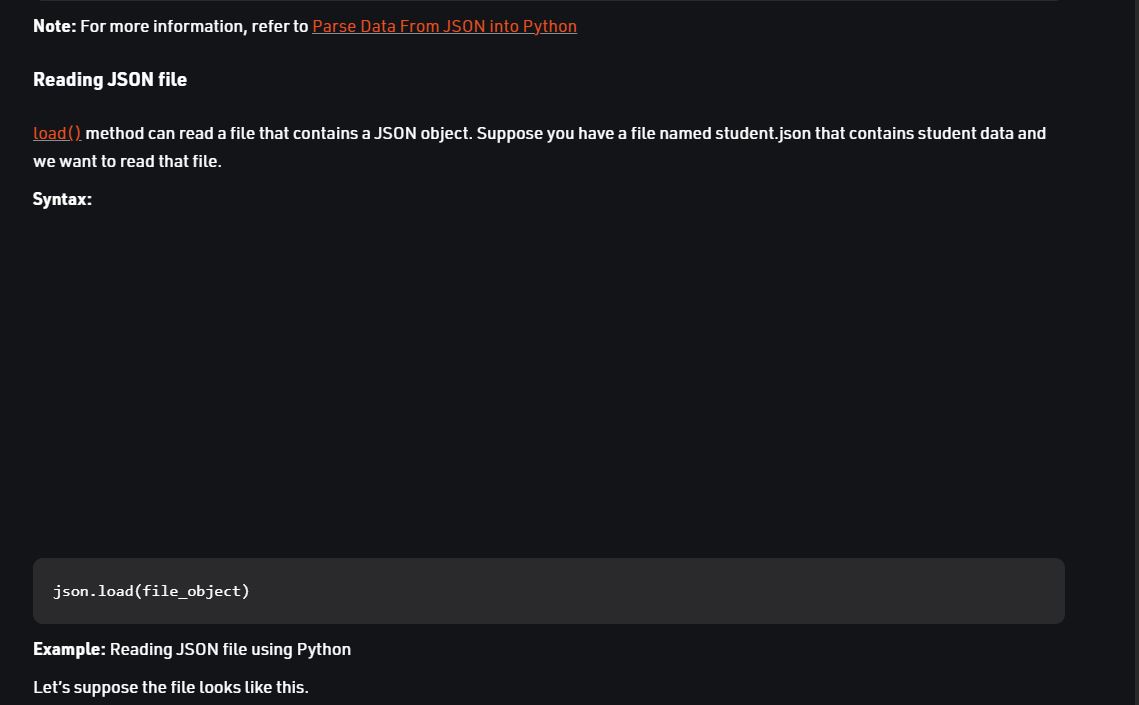 Note: For more information, refer to Parse Data From JSON into Python
Reading JSON file
load() method can read a file that contains a JSON object. Suppose you have a file named student.json that contains student data and
we want to read that file.
Syntax:
json.load(file_object)
Example: Reading JSON file using Python
Let’s suppose the file looks like this.